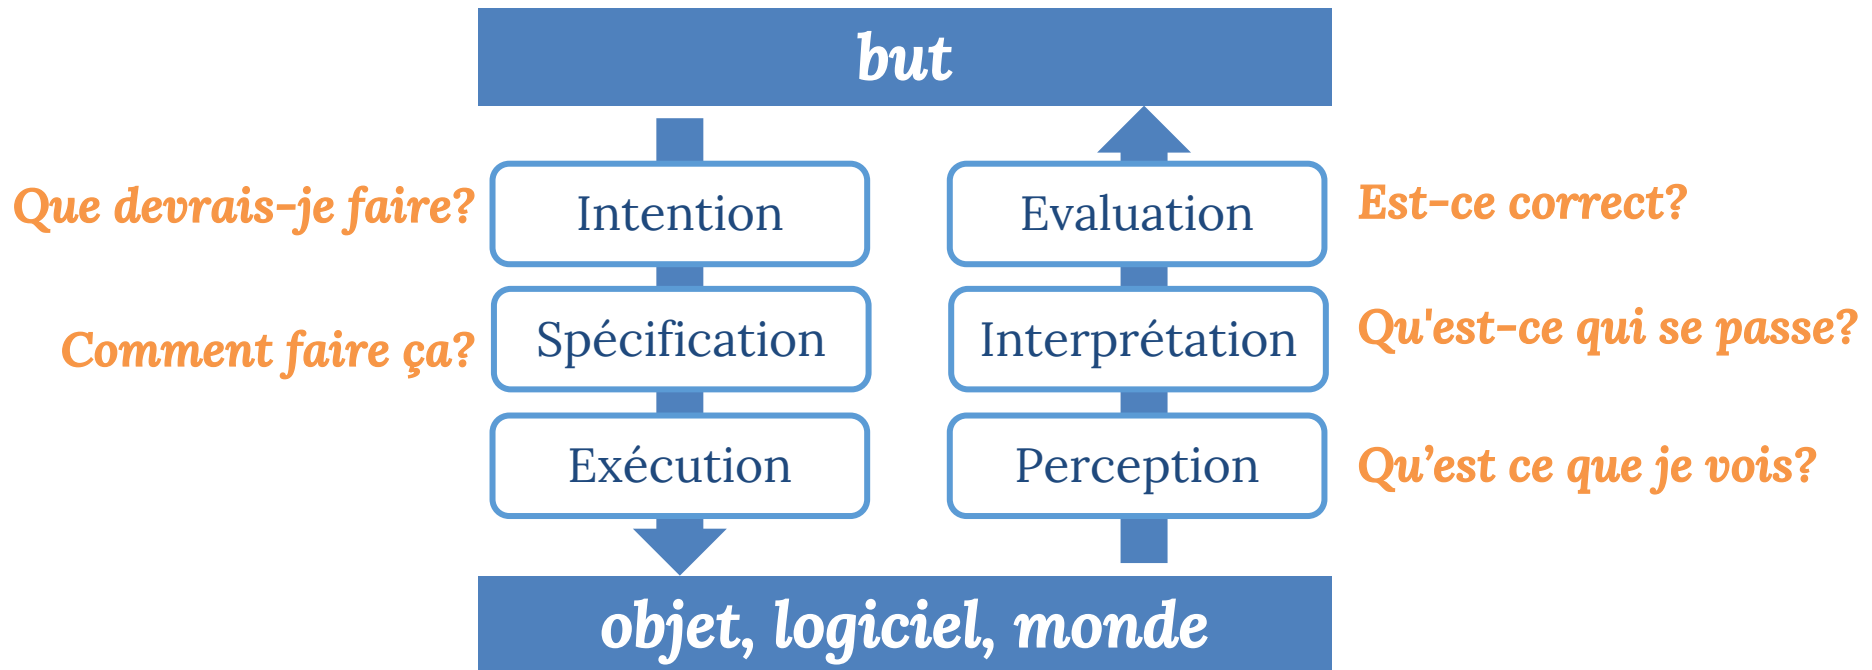 but
Que devrais-je faire?
Intention
Evaluation
Est-ce correct?
Comment faire ça?
Spécification
Interprétation
Qu'est-ce qui se passe?
Exécution
Perception
Qu’est ce que je vois?
objet, logiciel, monde